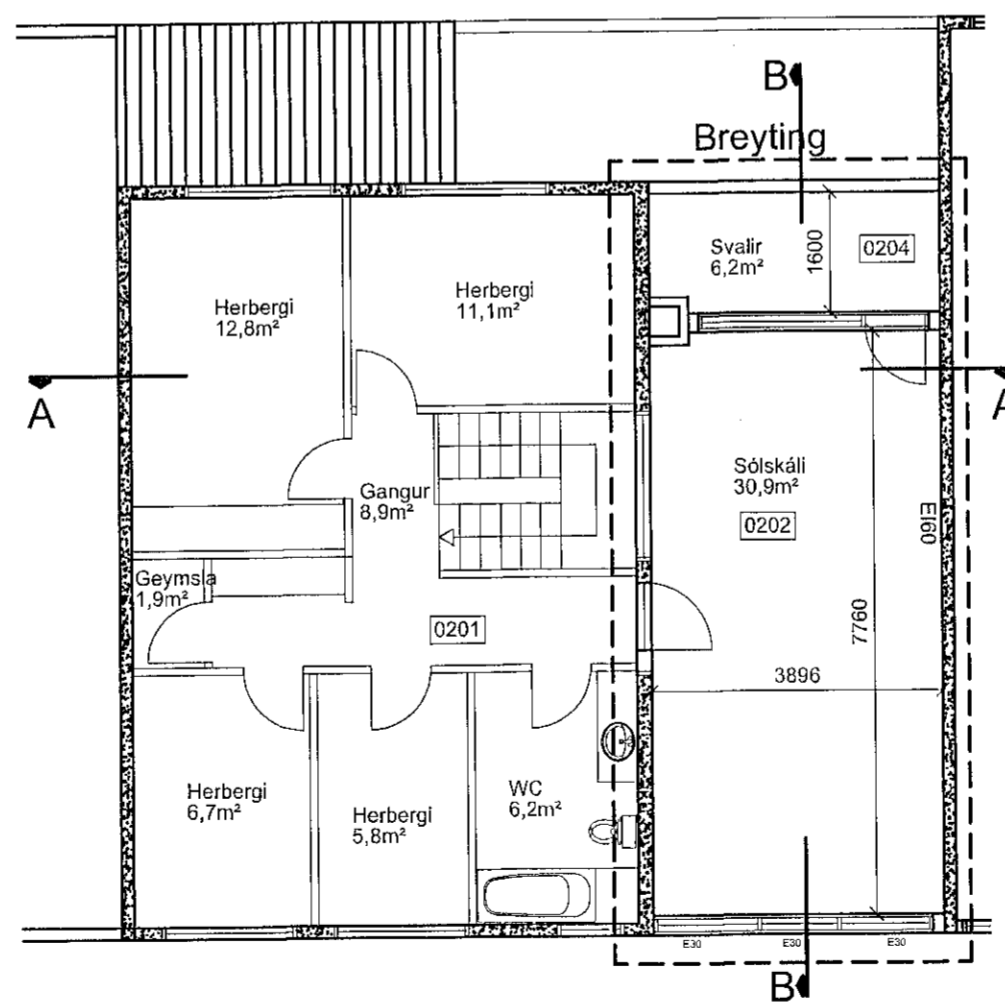 B
Breyting
Svalir
6,2m²
1600
0204
Herbergi
12,8m²
Herbergi
11,1m²
A
A
Sólskáli
30,9m²
0202
EI60
Gangur
8,9m²
Geymsla
1,9m²
0201
7760
3896
Herbergi
6,7m²
Herbergi
5,8m²
WC
6,2m²
E30
E30
E30
B